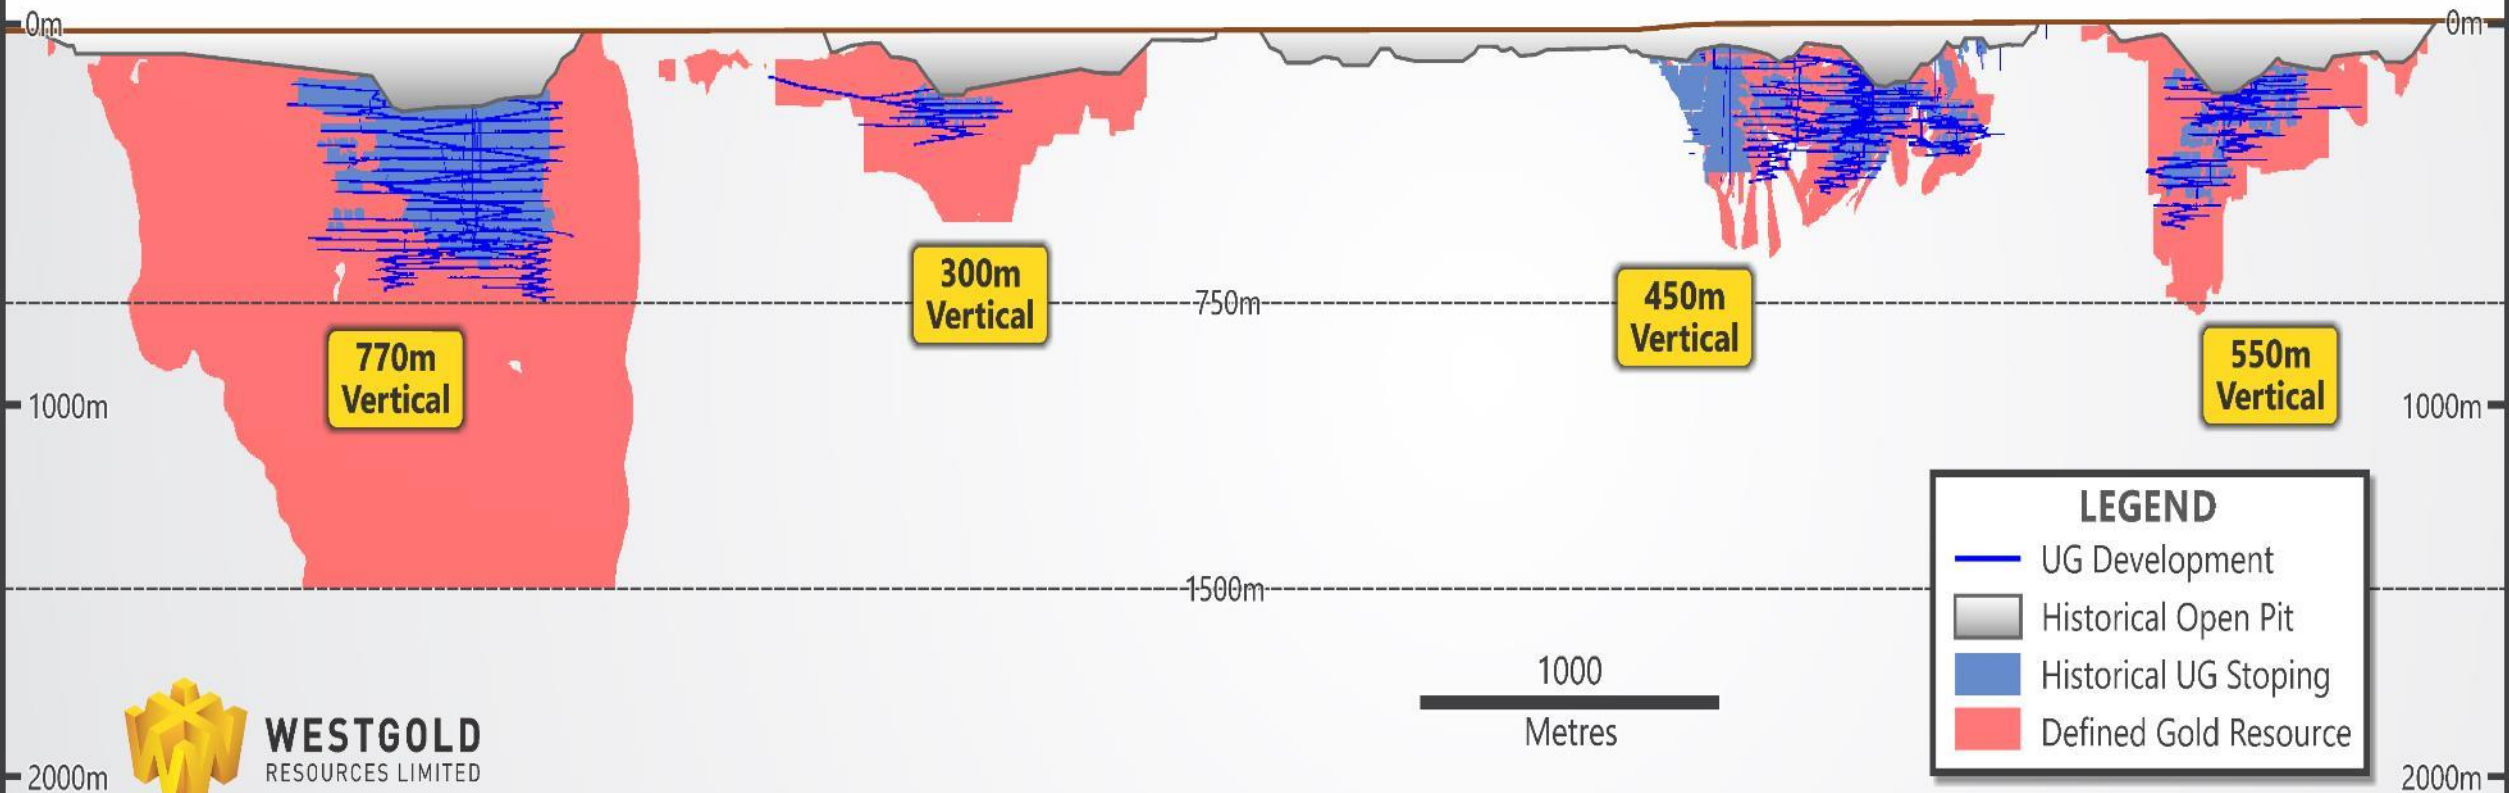 0m
0m
300m
Vertical
750m
450m
Vertical
770m
Vertical
550m
Vertical
1000m
1000m
LEGEND
UG Development
Historical Open Pit
Historical UG Stoping
Defined Gold Resource
1500m
1000
Metres
WESTGOLD
RESOURCES LIMITED
2000m
2000m